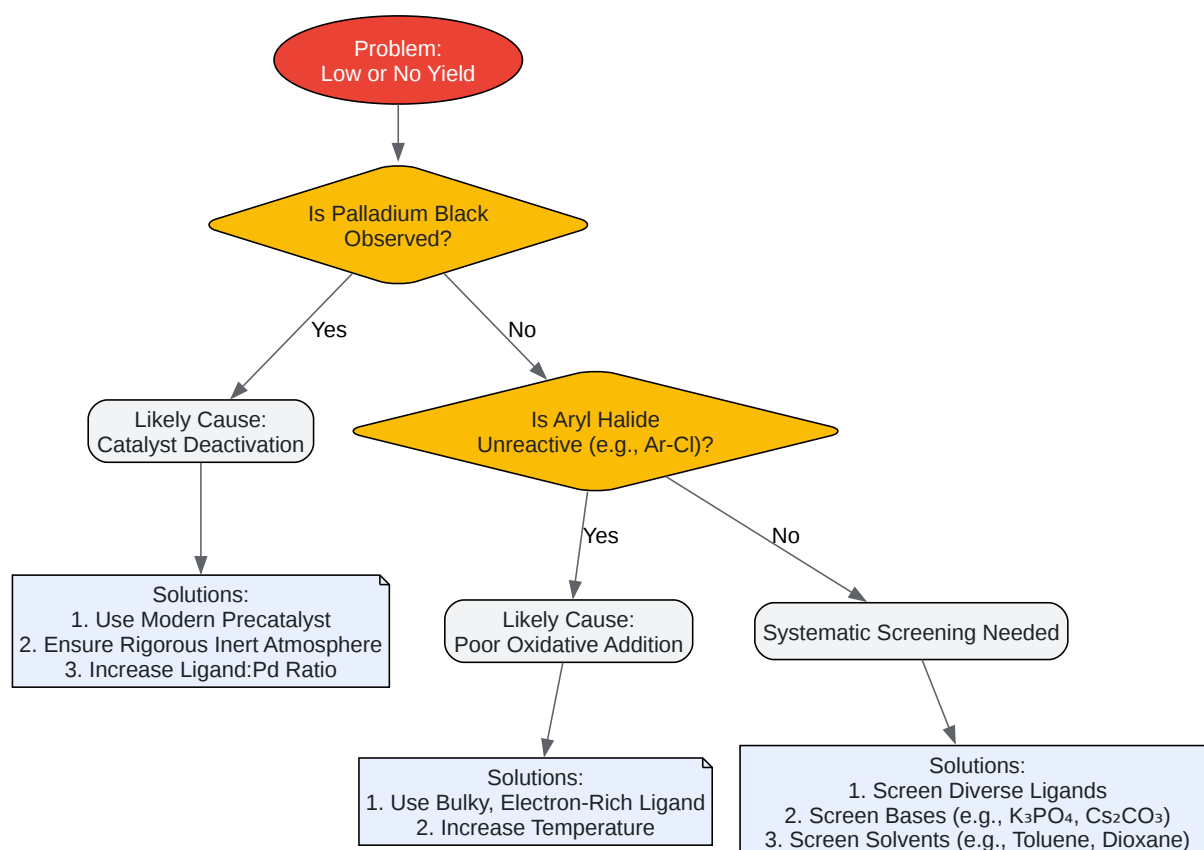 Problem:
Low or No Yield
Is Palladium Black
Observed?
Yes
No
Likely Cause:
Catalyst Deactivation
Is Aryl Halide
Unreactive (e.g., Ar-Cl)?
Yes
No
Solutions:
1. Use Modern Precatalyst
2. Ensure Rigorous Inert Atmosphere
3. Increase Ligand:Pd Ratio
Likely Cause:
Poor Oxidative Addition
Systematic Screening Needed
Solutions:
1. Use Bulky, Electron-Rich Ligand
2. Increase Temperature
Solutions:
1. Screen Diverse Ligands
2. Screen Bases (e.g., K₃PO₄, Cs₂CO₃)
3. Screen Solvents (e.g., Toluene, Dioxane)